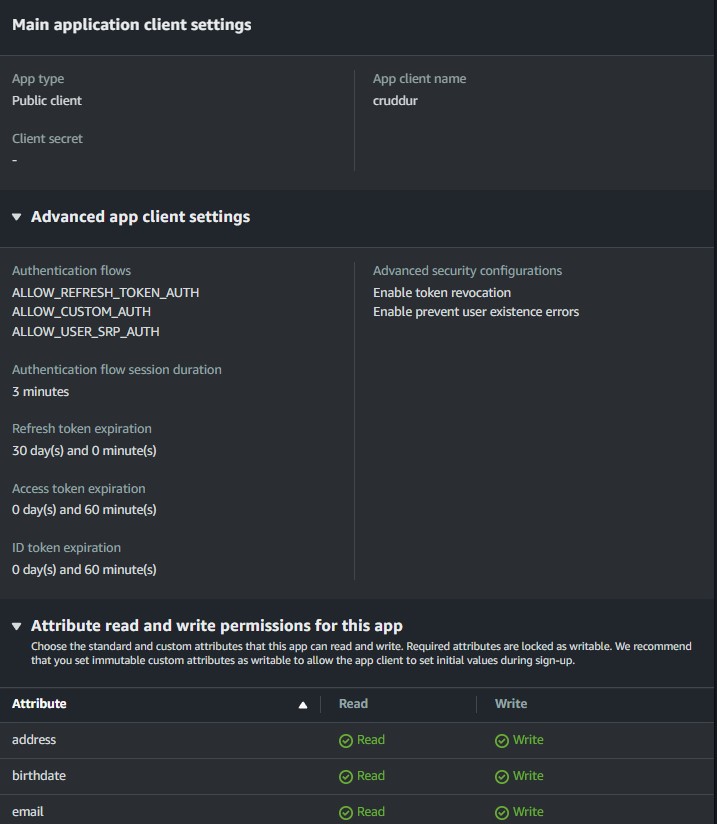 Main application client settings
App type
Public client
App client name
cruddur
Client secret
-
Advanced app client settings
Authentication flows
ALLOW_REFRESH_TOKEN_AUTH
ALLOW_CUSTOM_AUTH
ALLOW_USER_SRP_AUTH
Advanced security configurations
Enable token revocation
Enable prevent user existence errors
Authentication flow session duration
3 minutes
Refresh token expiration
30 day(s) and 0 minute(s)
Access token expiration
0 day(s) and 60 minute(s)
ID token expiration
0 day(s) and 60 minute(s)
Attribute read and write permissions for this app
Choose the standard and custom attributes that this app can read and write. Required attributes are locked as writable. We recommend
that you set immutable custom attributes as writable to allow the app client to set initial values during sign-up.
Attribute Read Write
address Read Write
birthdate Read Write
email Read Write